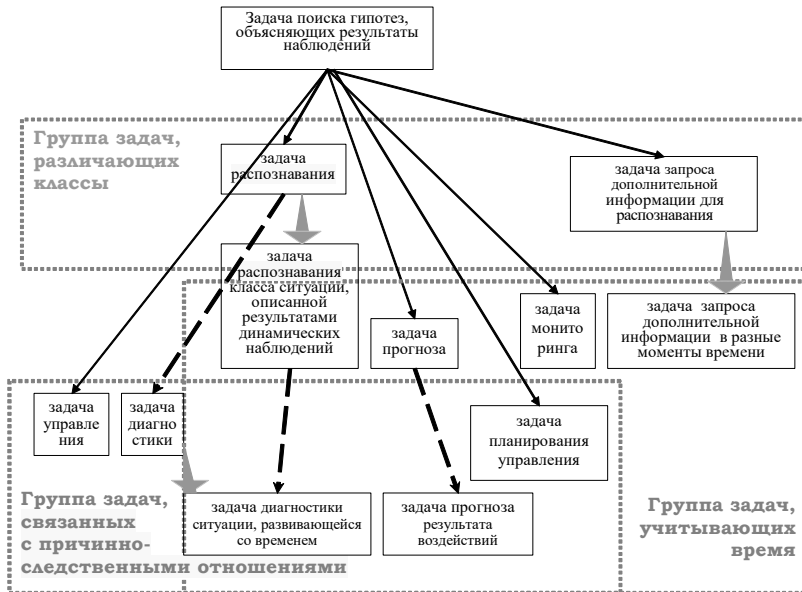 Задача поиска гипотез,
объясняющих результаты
наблюдений
Группа задач,
различающих
классы
задача
распознавания
задача запроса
дополнительной
информации для
распознавания
задача
распознавания
класса ситуации,
описанной
результатами
динамических
наблюдений
задача
прогноза
задача
монито
ринга
задача запроса
дополнительной
информации в разные
моменты времени
задача
управле
ния
задача
диагно
стики
задача
планирования
управления
Группа задач,
связанных
с причинно-
следственными отношениями
задача диагностики
ситуации, развивающейся
со временем
задача прогноза
результата
воздействий
Группа задач,
учитывающих
время